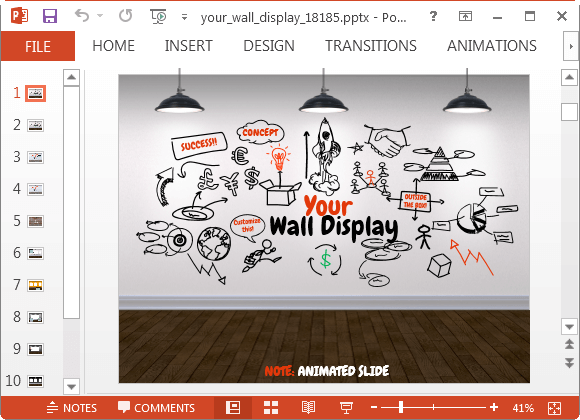 your_wall_display_18185.pptx - Po...
FILE
HOME
INSERT
DESIGN
TRANSITIONS
ANIMATIONS
1
2
3
4
5
6
7
8
9
10
SUCCESS!!
CONCEPT
OUTSIDE
THE BOX!
Customize
this!
Your
Wall Display
NOTE: ANIMATED SLIDE
NOTES
COMMENTS
41%